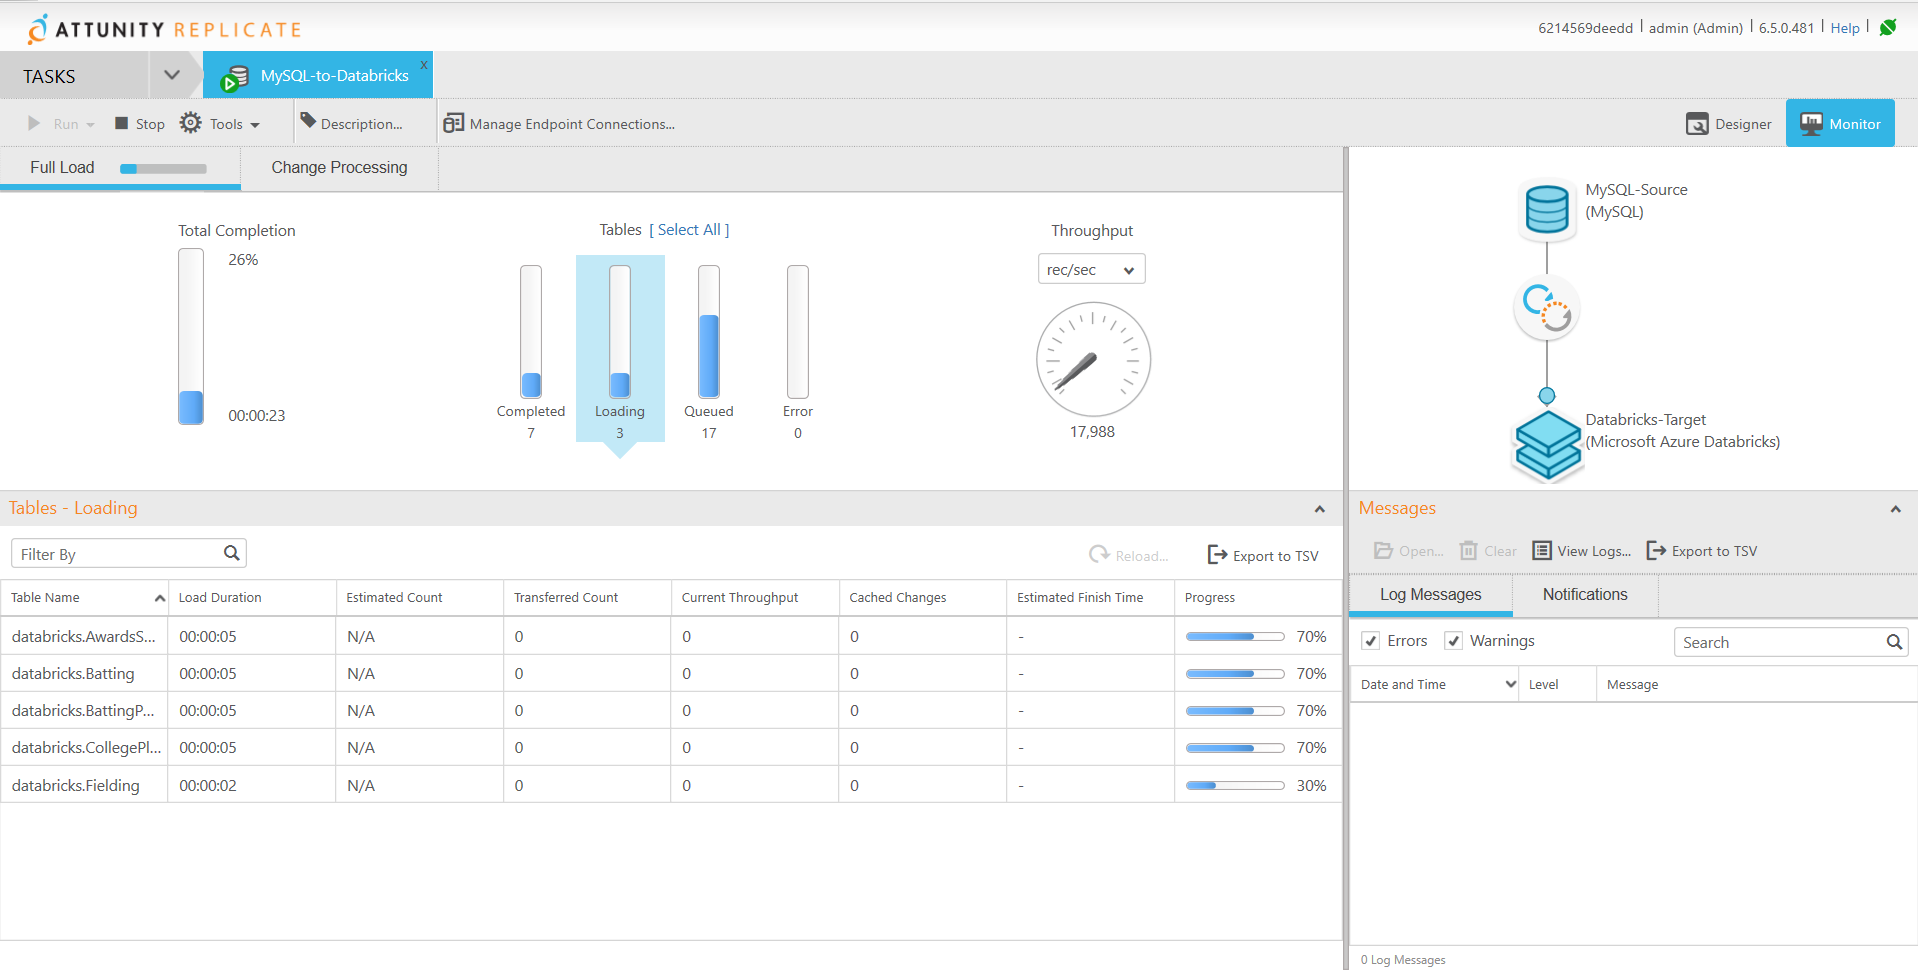 ATTUNITY REPLICATE
6214569deedd | admin (Admin) | 6.5.0.481 | Help |
TASKS
MySQL-to-Databricks x
Run Stop Tools Description... Manage Endpoint Connections... Designer Monitor
Full Load Change Processing
Total Completion
26%
00:00:23
Tables [ Select All ]
Completed Loading Queued Error
7 3 17 0
Throughput
rec/sec
17,988
MySQL-Source
(MySQL)
Databricks-Target
(Microsoft Azure Databricks)
Tables - Loading
Filter By Reload... Export to TSV
Table Name Load Duration Estimated Count Transferred Count Current Throughput Cached Changes Estimated Finish Time Progress
databricks.AwardsS... 00:00:05 N/A 0 0 0 - 70%
databricks.Batting 00:00:05 N/A 0 0 0 - 70%
databricks.BattingP... 00:00:05 N/A 0 0 0 - 70%
databricks.CollegePl... 00:00:05 N/A 0 0 0 - 70%
databricks.Fielding 00:00:02 N/A 0 0 0 - 30%
Messages
Open... Clear View Logs... Export to TSV
Log Messages Notifications
Errors Warnings Search
Date and Time Level Message
0 Log Messages